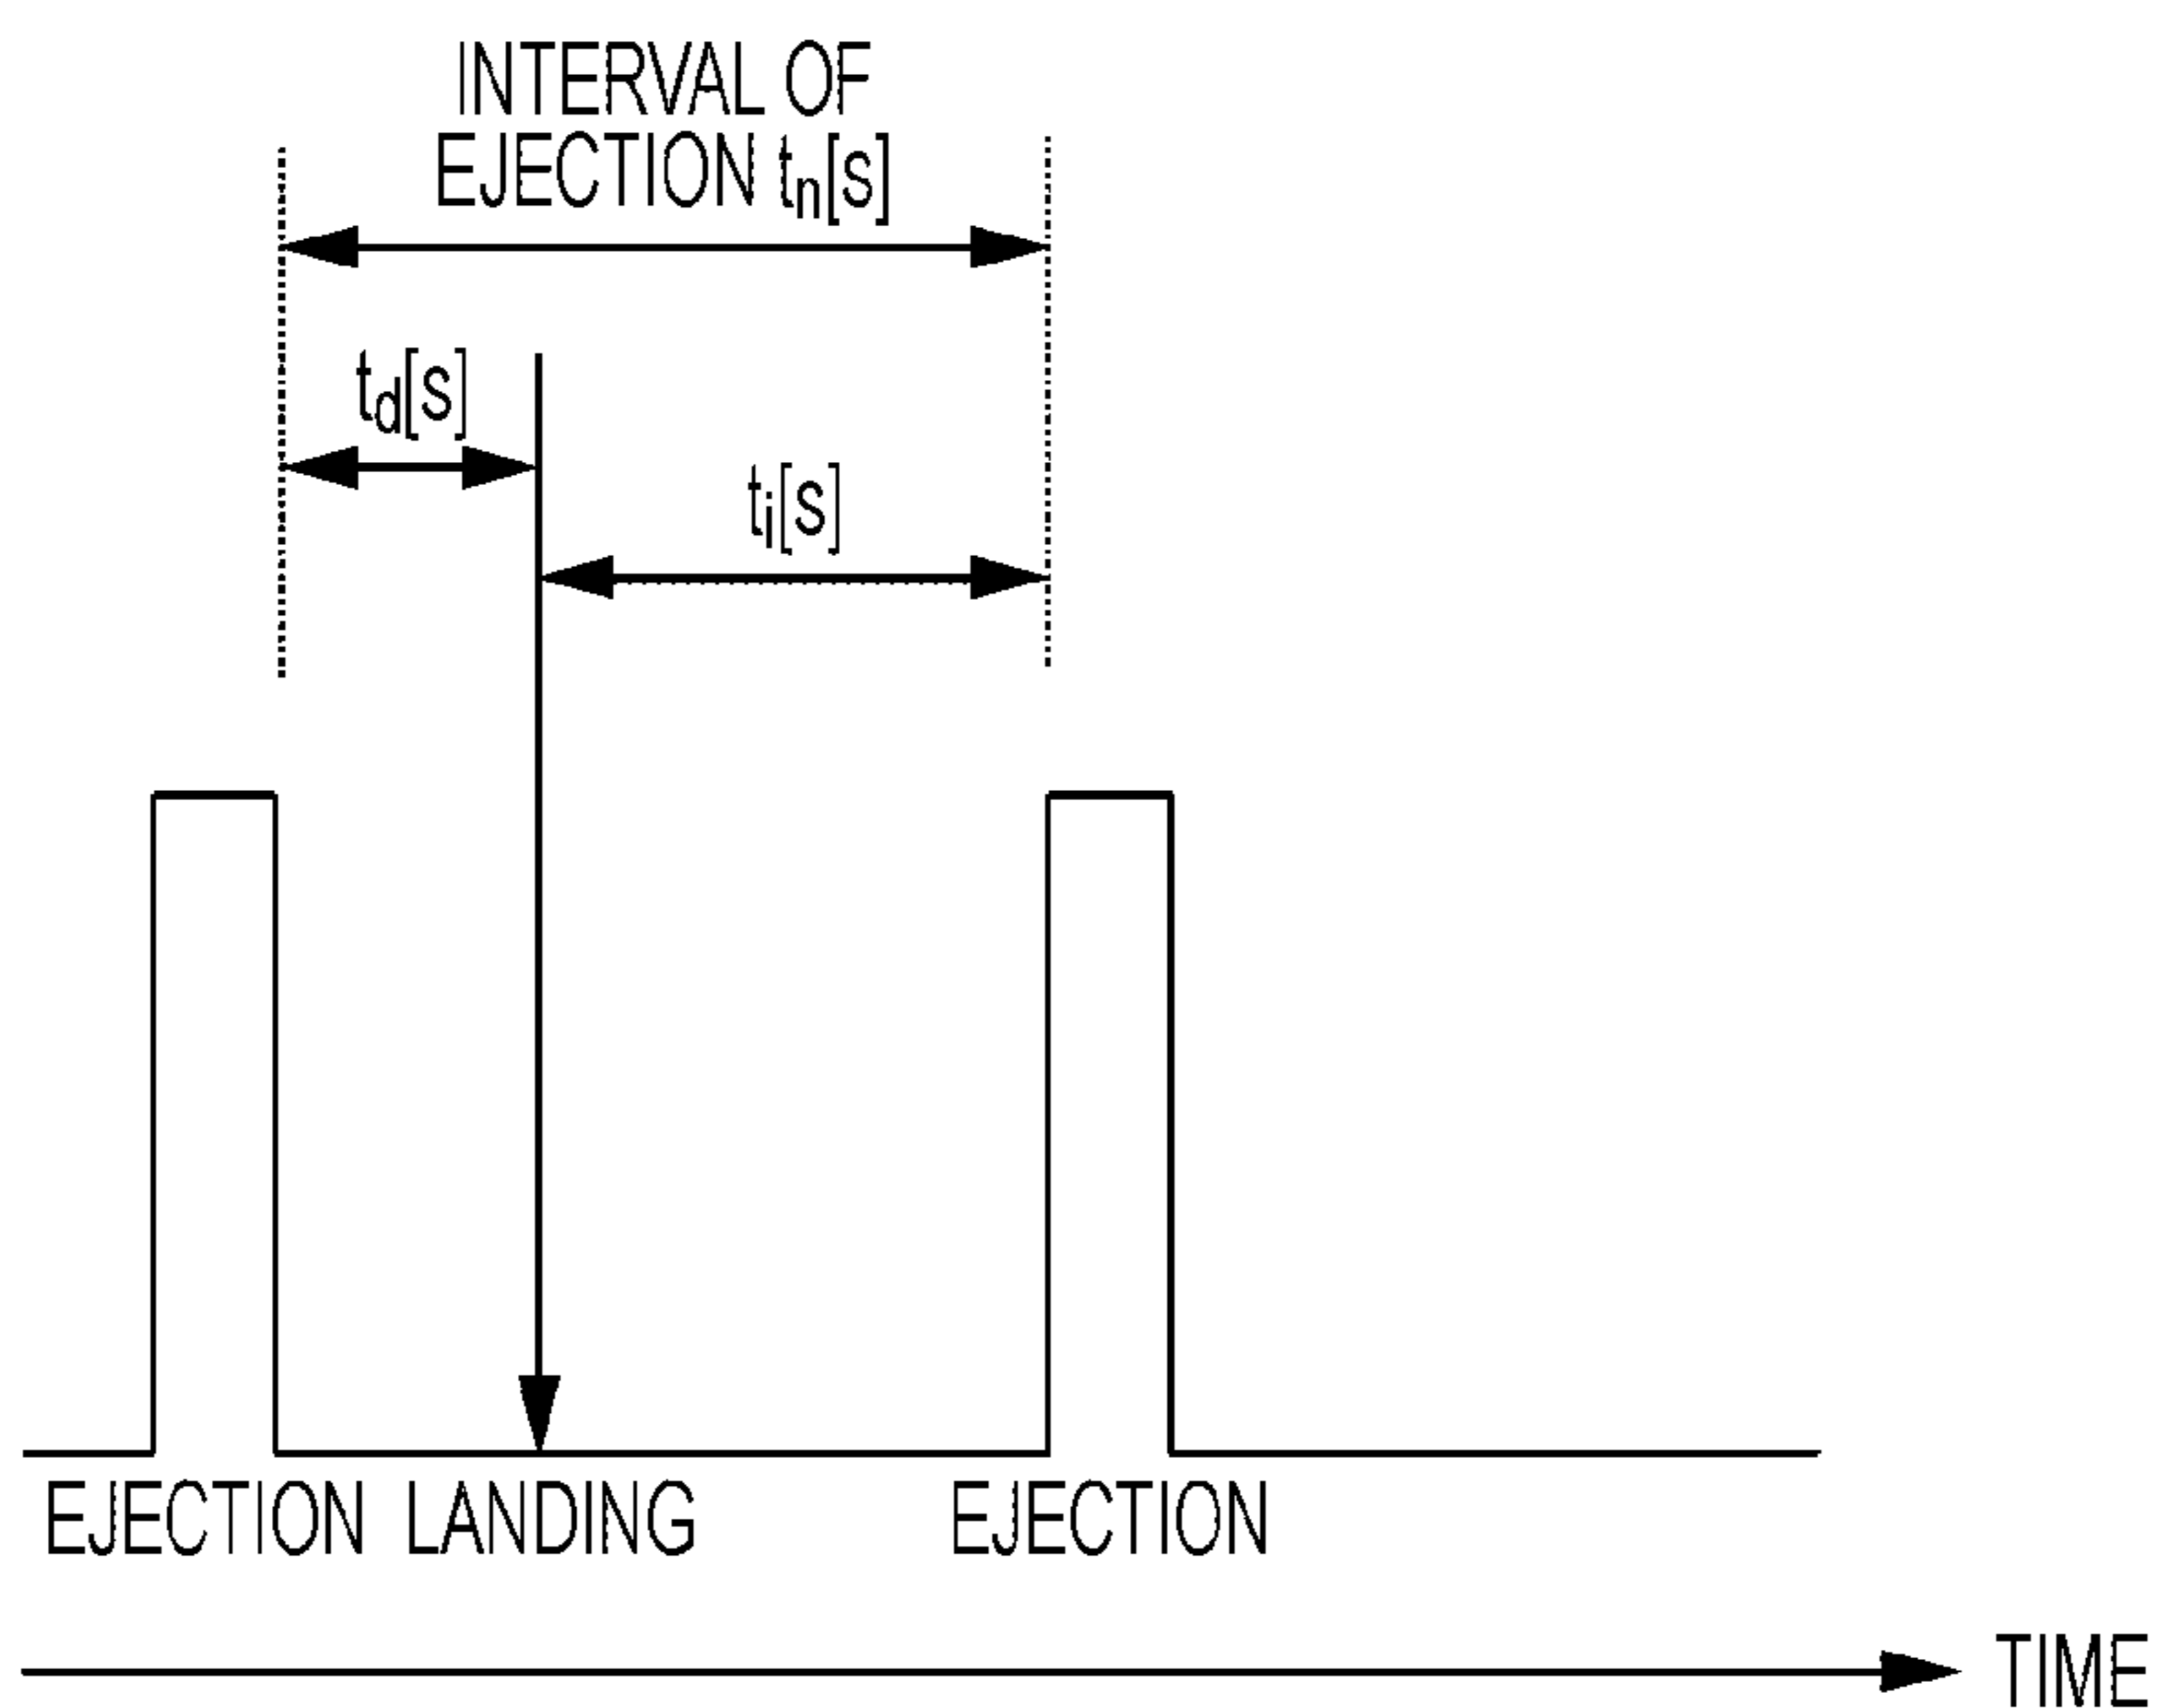 INTERVAL OF
EJECTION tn[s]
td[s]
ti[s]
EJECTION LANDING EJECTION
TIME